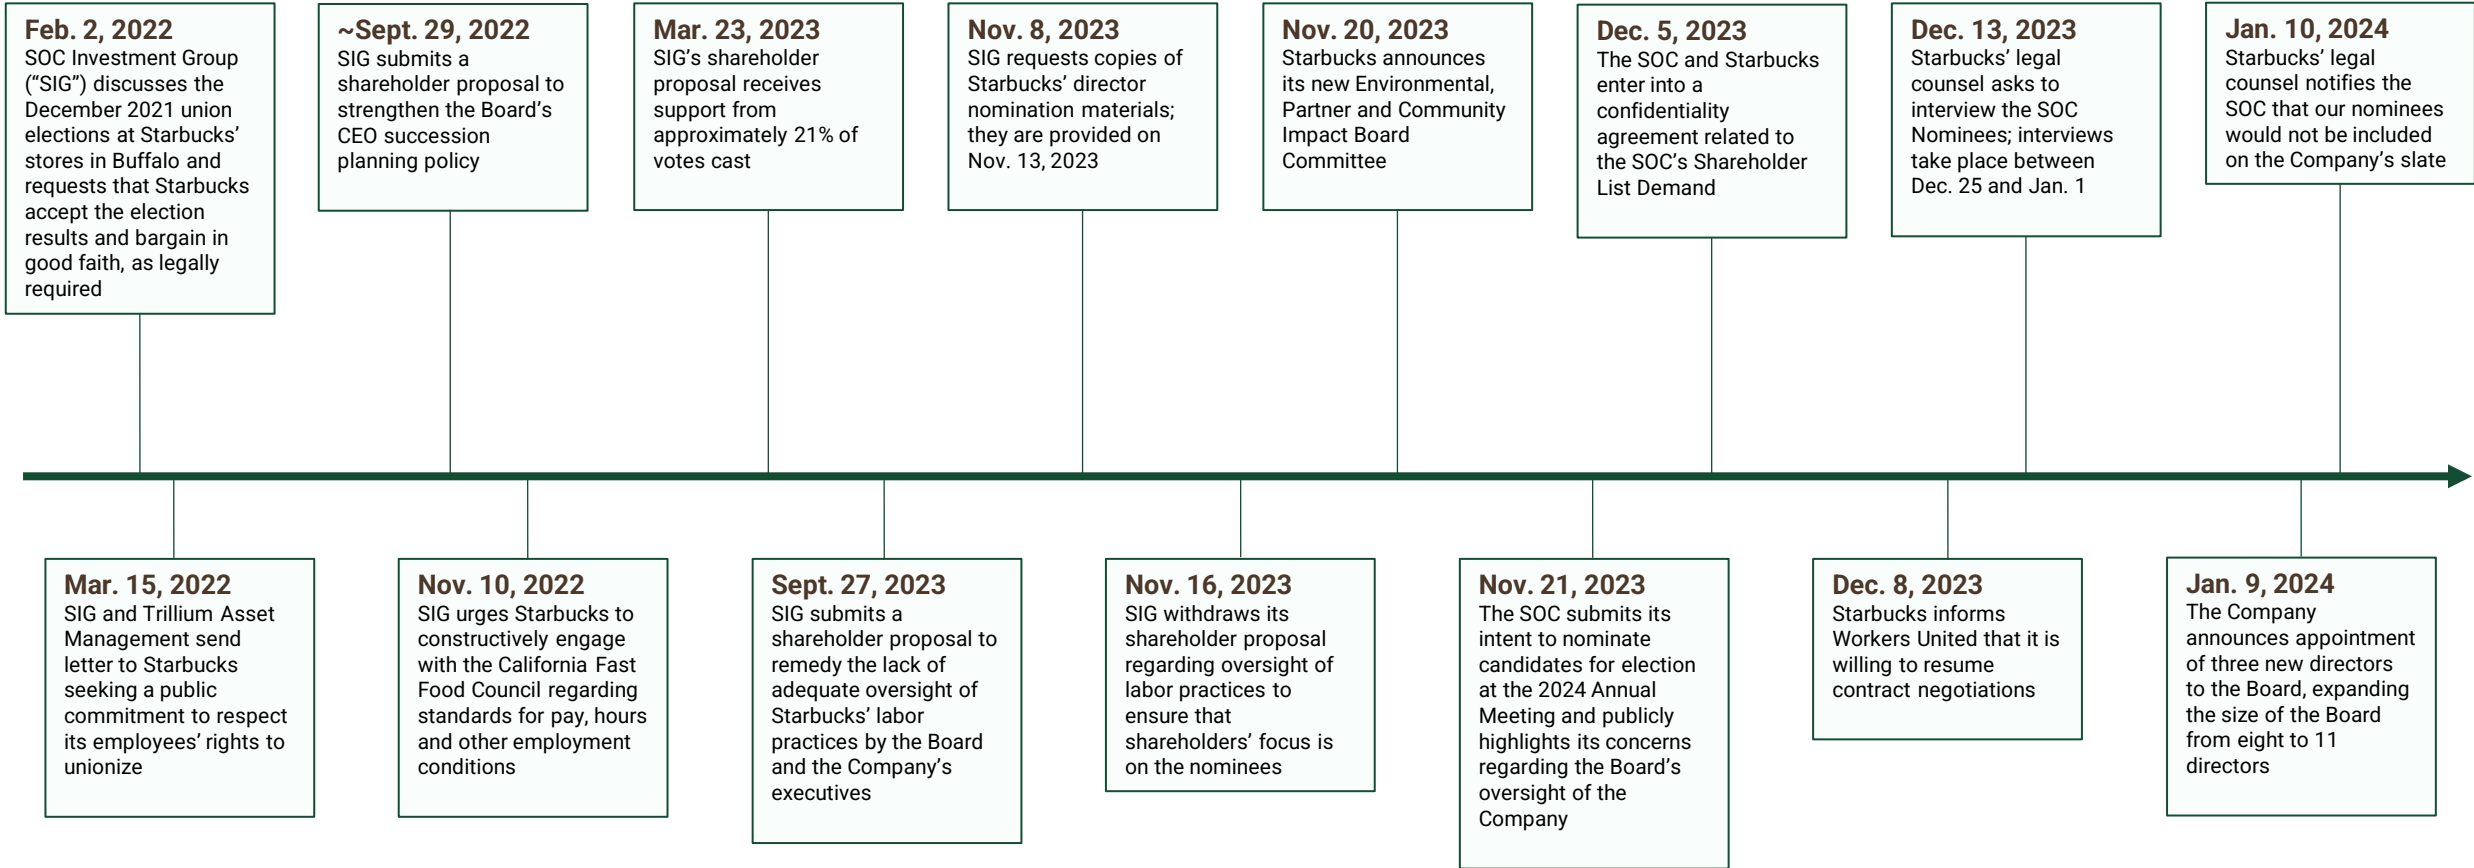 Feb. 2, 2022
SOC Investment Group
(“SIG”) discusses the
December 2021 union
elections at Starbucks’
stores in Buffalo and
requests that Starbucks
accept the election
results and bargain in
good faith, as legally
required
~Sept. 29, 2022
SIG submits a
shareholder proposal to
strengthen the Board’s
CEO succession
planning policy
Mar. 23, 2023
SIG’s shareholder
proposal receives
support from
approximately 21% of
votes cast
Nov. 8, 2023
SIG requests copies of
Starbucks’ director
nomination materials;
they are provided on
Nov. 13, 2023
Nov. 20, 2023
Starbucks announces
its new Environmental,
Partner and Community
Impact Board
Committee
Dec. 5, 2023
The SOC and Starbucks
enter into a
confidentiality
agreement related to
the SOC’s Shareholder
List Demand
Dec. 13, 2023
Starbucks’ legal
counsel asks to
interview the SOC
Nominees; interviews
take place between
Dec. 25 and Jan. 1
Jan. 10, 2024
Starbucks’ legal
counsel notifies the
SOC that our nominees
would not be included
on the Company’s slate
Mar. 15, 2022
SIG and Trillium Asset
Management send
letter to Starbucks
seeking a public
commitment to respect
its employees’ rights to
unionize
Nov. 10, 2022
SIG urges Starbucks to
constructively engage
with the California Fast
Food Council regarding
standards for pay, hours
and other employment
conditions
Sept. 27, 2023
SIG submits a
shareholder proposal to
remedy the lack of
adequate oversight of
Starbucks’ labor
practices by the Board
and the Company’s
executives
Nov. 16, 2023
SIG withdraws its
shareholder proposal
regarding oversight of
labor practices to
ensure that
shareholders’ focus is
on the nominees
Nov. 21, 2023
The SOC submits its
intent to nominate
candidates for election
at the 2024 Annual
Meeting and publicly
highlights its concerns
regarding the Board’s
oversight of the
Company
Dec. 8, 2023
Starbucks informs
Workers United that it is
willing to resume
contract negotiations
Jan. 9, 2024
The Company
announces appointment
of three new directors
to the Board, expanding
the size of the Board
from eight to 11
directors